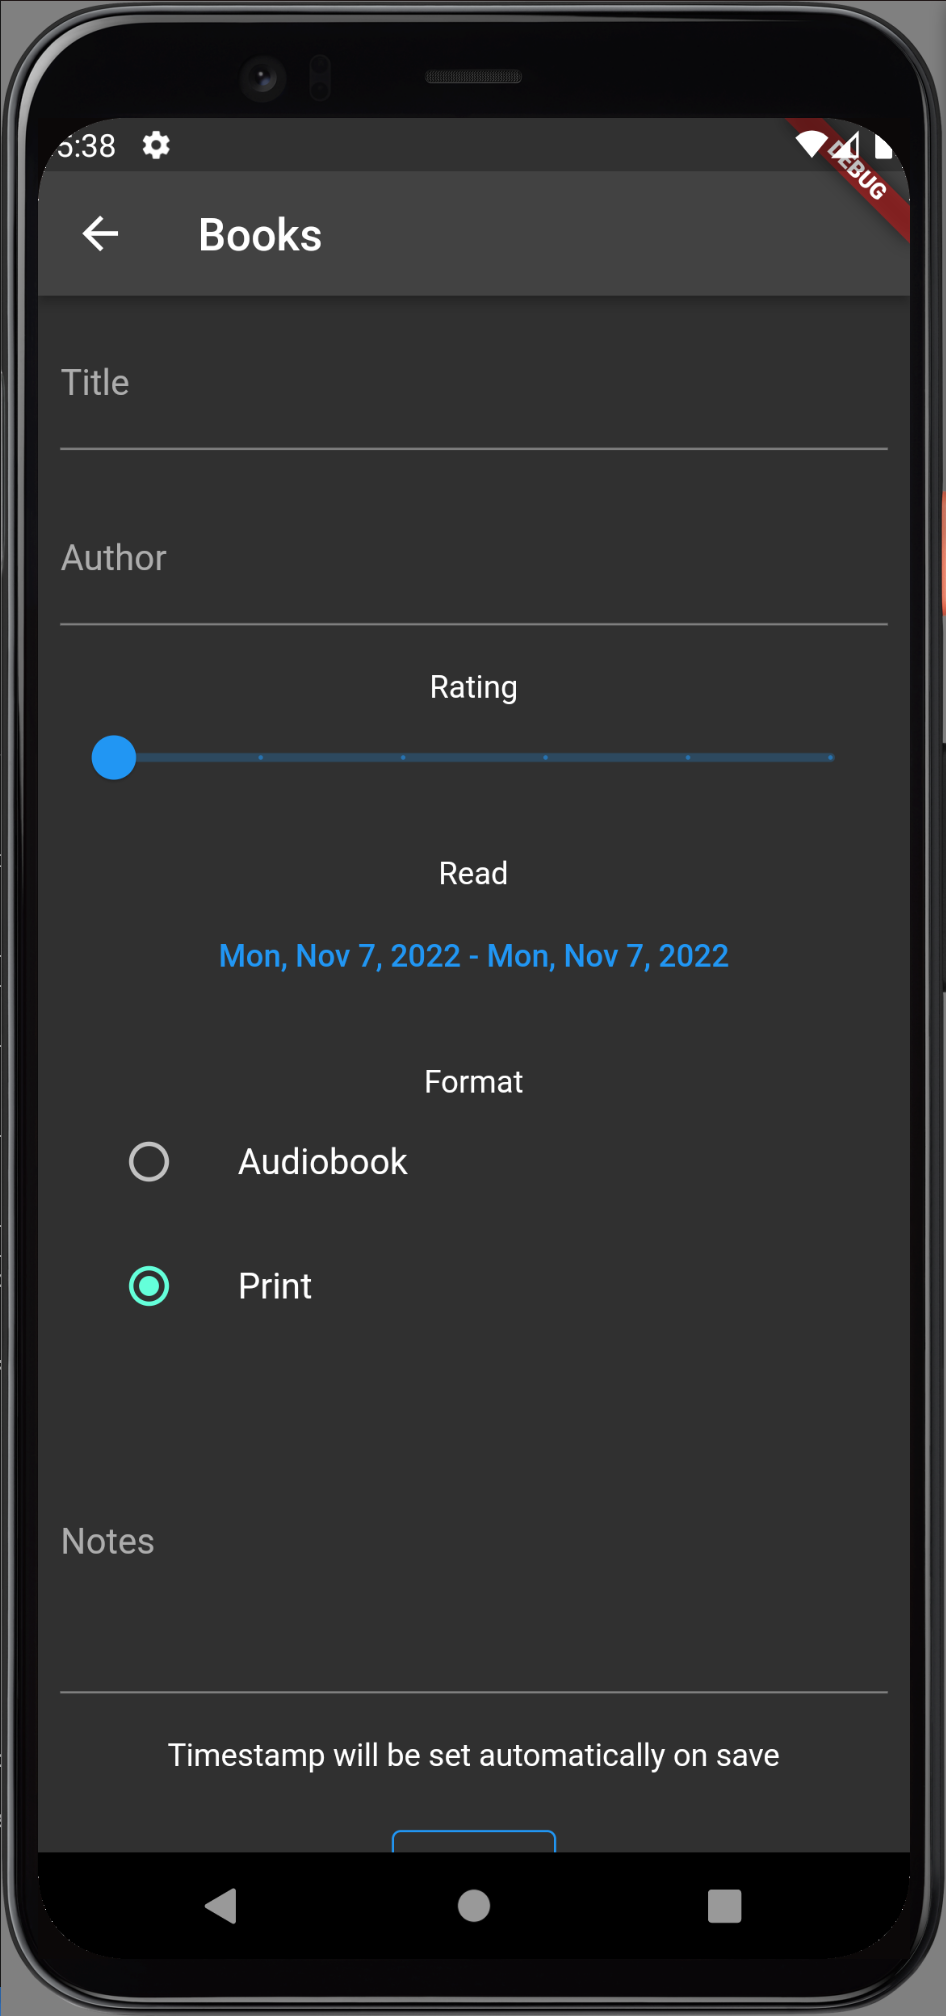 5:38
DEBUG
Books
Title
Author
Rating
Read
Mon, Nov 7, 2022 - Mon, Nov 7, 2022
Format
Audiobook
Print
Notes
Timestamp will be set automatically on save